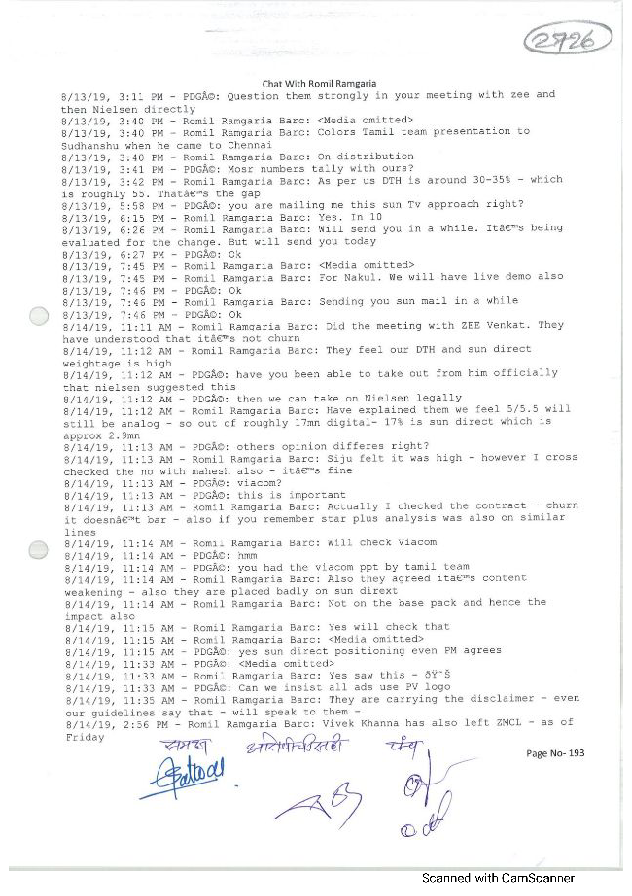 2726
Chat With Romil Ramgaria
8/13/19, 3:11 PM - PDGÂ©: Question them strongly in your meeting with zee and
then Nielsen directly
8/13/19, 3:40 PM - Romil Ramgaria Barc: <Media omitted>
8/13/19, 3:40 PM - Romil Ramgaria Barc: Colors Tamil team presentation to
Sudhanshu when he came to Chennai
8/13/19, 3:40 PM - Romil Ramgaria Barc: On distribution
8/13/19, 3:41 PM - PDGÂ©: Mosr numbers tally with ours?
8/13/19, 3:42 PM - Romil Ramgaria Barc: As per us DTH is around 30-35% - which
is roughly 55. Thatâ€™s the gap
8/13/19, 5:58 PM - PDGÂ©: you are mailing me this sun Tv approach right?
8/13/19, 6:15 PM - Romil Ramgaria Barc: Yes. In 10
8/13/19, 6:26 PM - Romil Ramgaria Barc: Will send you in a while. Itâ€™s being
evaluated for the change. But will send you today
8/13/19, 6:27 PM - PDGÂ©: Ok
8/13/19, 7:45 PM - Romil Ramgaria Barc: <Media omitted>
8/13/19, 7:45 PM - Romil Ramgaria Barc: For Nakul. We will have live demo also
8/13/19, 7:46 PM - PDGÂ©: Ok
8/13/19, 7:46 PM - Romil Ramgaria Barc: Sending you sun mail in a while
8/13/19, 7:46 PM - PDGÂ©: Ok
8/14/19, 11:11 AM - Romil Ramgaria Barc: Did the meeting with ZEE Venkat. They
have understood that itâ€™s not churn
8/14/19, 11:12 AM - Romil Ramgaria Barc: They feel our DTH and sun direct
weightage is high
8/14/19, 11:12 AM - PDGÂ©: have you been able to take out from him officially
that nielsen suggested this
8/14/19, 11:12 AM - PDGÂ©: then we can take on Nielsen legally
8/14/19, 11:12 AM - Romil Ramgaria Barc: Have explained them we feel 5/5.5 will
still be analog - so out of roughly 17mn digital- 17% is sun direct which is
approx 2.9mn
8/14/19, 11:13 AM - PDGÂ©: others opinion differes right?
8/14/19, 11:13 AM - Romil Ramgaria Barc: Siju felt it was high - however I cross
checked the no with mahesh also - itâ€™s fine
8/14/19, 11:13 AM - PDGÂ©: viacom?
8/14/19, 11:13 AM - PDGÂ©: this is important
8/14/19, 11:13 AM - Romil Ramgaria Barc: Actually I checked the contract - churn
it doesnâ€™t bar - also if you remember star plus analysis was also on similar
lines
8/14/19, 11:14 AM - Romil Ramgaria Barc: Will check Viacom
8/14/19, 11:14 AM - PDGÂ©: hmm
8/14/19, 11:14 AM - PDGÂ©: you had the viacom ppt by tamil team
8/14/19, 11:14 AM - Romil Ramgaria Barc: Also they agreed itâ€™s content
weakening - also they are placed badly on sun dirext
8/14/19, 11:14 AM - Romil Ramgaria Barc: Not on the base pack and hence the
impact also
8/14/19, 11:15 AM - Romil Ramgaria Barc: Yes will check that
8/14/19, 11:15 AM - Romil Ramgaria Barc: <Media omitted>
8/14/19, 11:15 AM - PDGÂ©: yes sun direct positioning even PM agrees
8/14/19, 11:33 AM - PDGÂ©: <Media omitted>
8/14/19, 11:33 AM - Romil Ramgaria Barc: Yes saw this - ðŸ˜Š
8/14/19, 11:33 AM - PDGÂ©: Can we insist all ads use PV logo
8/14/19, 11:35 AM - Romil Ramgaria Barc: They are carrying the disclaimer - even
our guidelines say that - will speak to them -
8/14/19, 2:56 PM - Romil Ramgaria Barc: Vivek Khanna has also left ZMCL - as of
Friday
समक्ष
Page No- 193
Scanned with CamScanner